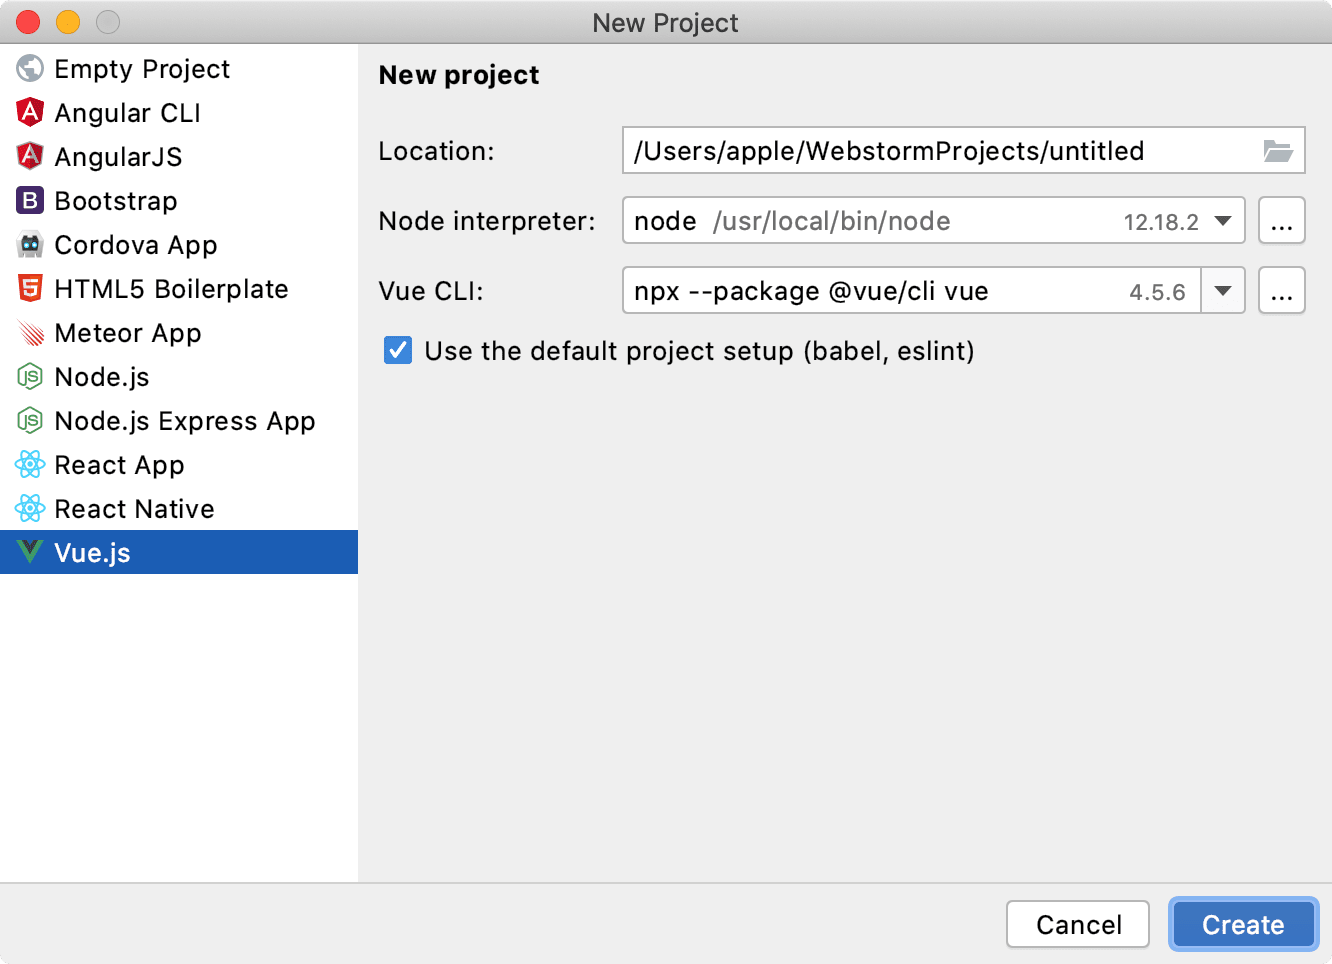 New Project
Empty Project
Angular CLI
AngularJS
Bootstrap
Cordova App
HTML5 Boilerplate
Meteor App
Node.js
Node.js Express App
React App
React Native
Vue.js
New project
Location: /Users/apple/WebstormProjects/untitled
Node interpreter: node /usr/local/bin/node 12.18.2 ...
Vue CLI: npx --package @vue/cli vue 4.5.6 ...
Use the default project setup (babel, eslint)
Cancel Create